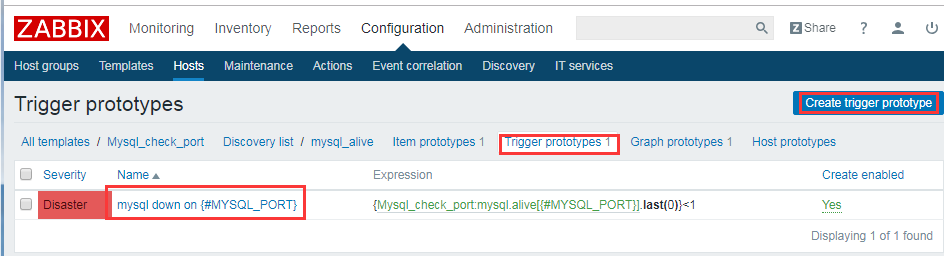 ZABBIX Monitoring Inventory Reports Configuration Administration Z Share ?
Host groups Templates Hosts Maintenance Actions Event correlation Discovery IT services
Trigger prototypes Create trigger prototype
All templates / Mysql_check_port Discovery list / mysql_alive Item prototypes 1 Trigger prototypes 1 Graph prototypes 1 Host prototypes
Severity Name Expression Create enabled
Disaster mysql down on {#MYSQL_PORT} {Mysql_check_port:mysql.alive[{#MYSQL_PORT}].last(0)}<1 Yes
Displaying 1 of 1 found